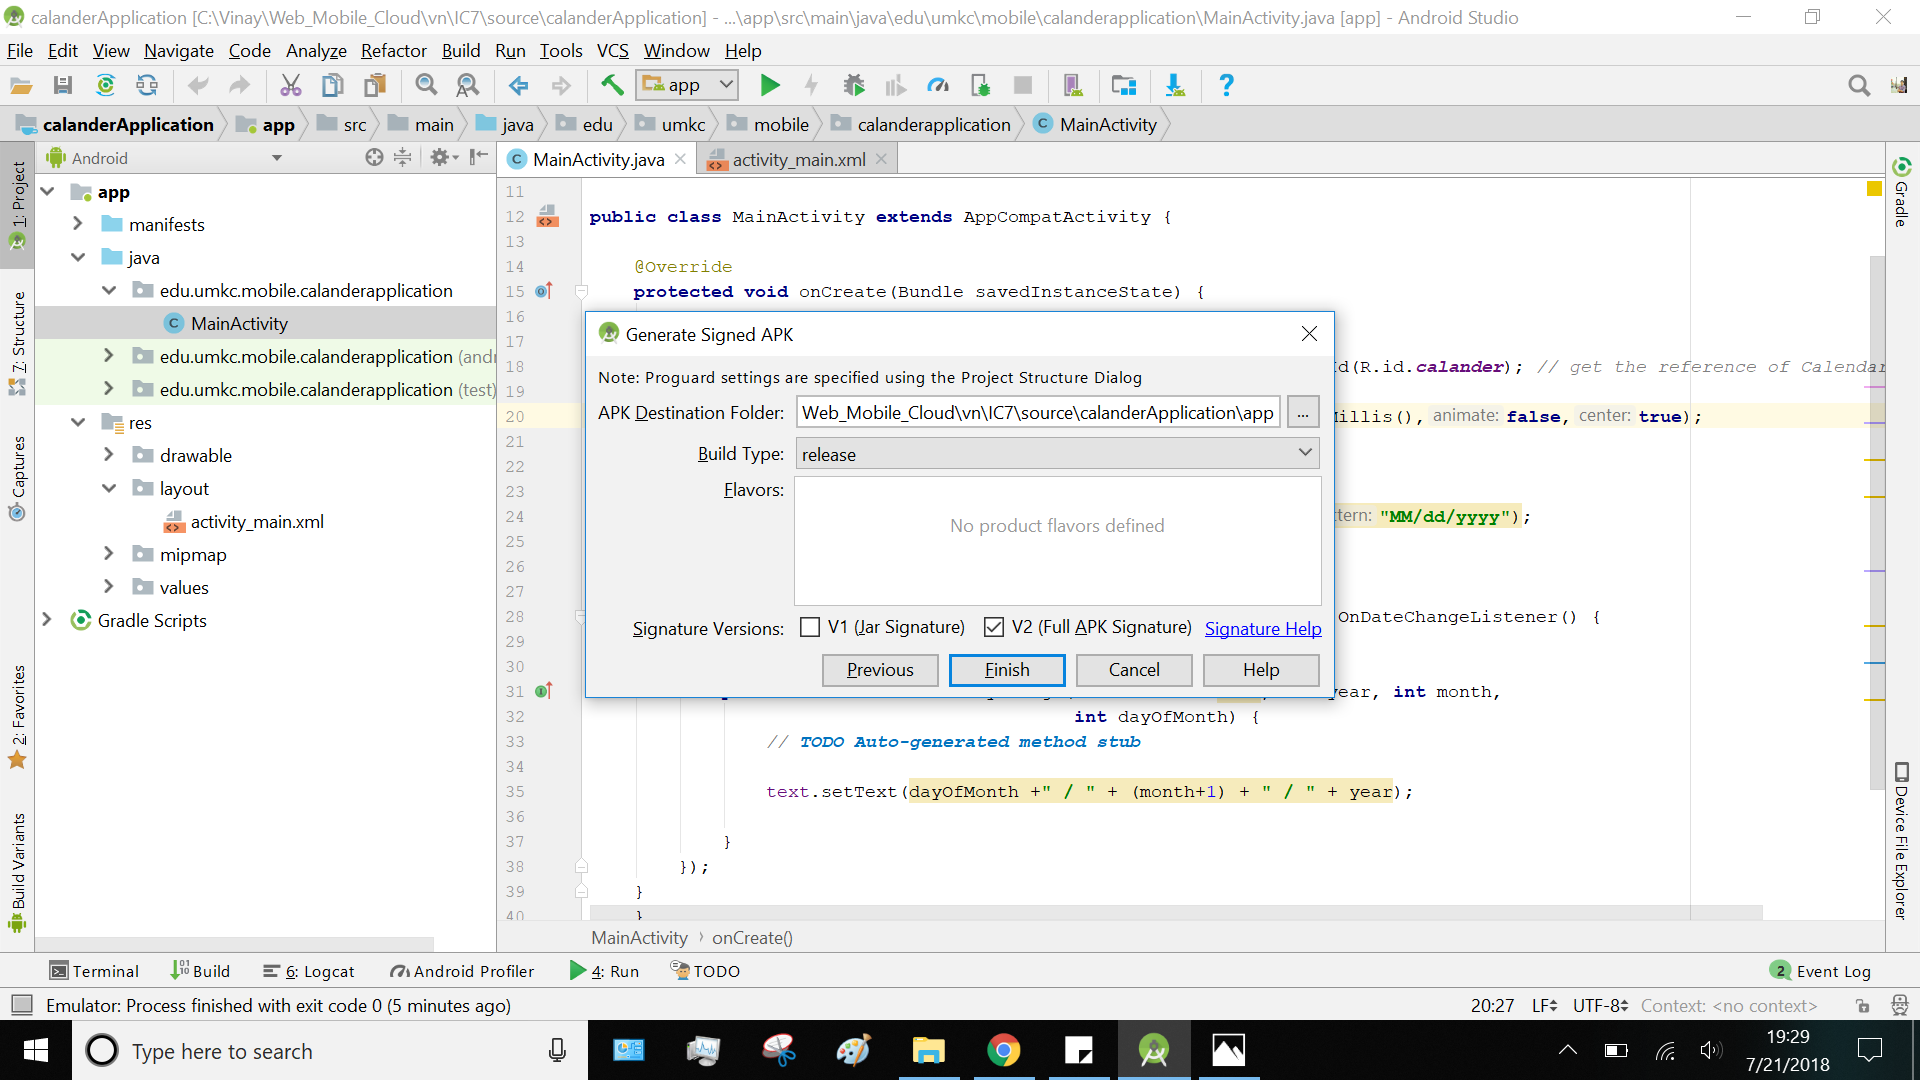 calanderApplication [C:\Vinay\Web_Mobile_Cloud\vn\IC7\source\calanderApplication] - ...\app\src\main\java\edu\umkc\mobile\calanderapplication\MainActivity.java [app] - Android Studio
File Edit View Navigate Code Analyze Refactor Build Run Tools VCS Window Help
app
calanderApplication app src main java edu umkc mobile calanderapplication MainActivity
Android
MainActivity.java activity_main.xml
1: Project
7: Structure
Captures
2: Favorites
Build Variants
app
manifests
java
edu.umkc.mobile.calanderapplication
MainActivity
edu.umkc.mobile.calanderapplication (and
edu.umkc.mobile.calanderapplication (test)
res
drawable
layout
activity_main.xml
mipmap
values
Gradle Scripts
11
12 public class MainActivity extends AppCompatActivity {
13
14 @Override
15 protected void onCreate(Bundle savedInstanceState) {
16
17
18 d(R.id.calander); // get the reference of Calendar
19
20 Millis(), animate: false, center: true);
21
22
23
24 ttern: "MM/dd/yyyy");
25
26
27
28 OnDateChangeListener() {
29
30
31 year, int month,
32 int dayOfMonth) {
33 // TODO Auto-generated method stub
34
35 text.setText(dayOfMonth +" / " + (month+1) + " / " + year);
36
37 }
38 });
39 }
40 }
Generate Signed APK
Note: Proguard settings are specified using the Project Structure Dialog
APK Destination Folder: Web_Mobile_Cloud\vn\IC7\source\calanderApplication\app ...
Build Type: release
Flavors:
No product flavors defined
Signature Versions: V1 (Jar Signature) V2 (Full APK Signature) Signature Help
Previous Finish Cancel Help
Gradle
Device File Explorer
MainActivity › onCreate()
Terminal Build 6: Logcat Android Profiler 4: Run TODO 2 Event Log
Emulator: Process finished with exit code 0 (5 minutes ago) 20:27 LF UTF-8 Context: <no context>
Type here to search
19:29
7/21/2018